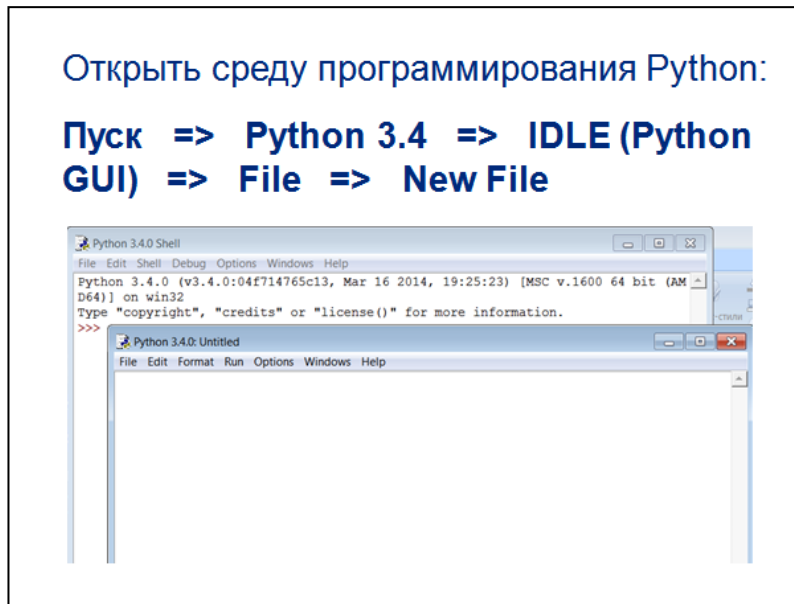 Открыть среду программирования Python:
Пуск => Python 3.4 => IDLE (Python
GUI) => File => New File
Python 3.4.0 Shell
File Edit Shell Debug Options Windows Help
Python 3.4.0 (v3.4.0:04f714765c13, Mar 16 2014, 19:25:23) [MSC v.1600 64 bit (AM
D64)] on win32
Type "copyright", "credits" or "license()" for more information.
>>>
-стили
Python 3.4.0: Untitled
File Edit Format Run Options Windows Help